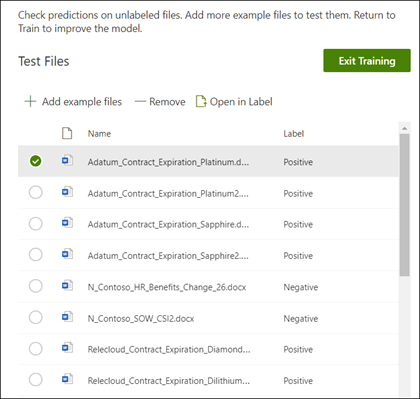 Check predictions on unlabeled files. Add more example files to test them. Return to
Train to improve the model.
Test Files
Exit Training
Add example files
Remove
Open in Label
Name Label
Adatum_Contract_Expiration_Platinum.d... Positive
Adatum_Contract_Expiration_Platinum2.... Positive
Adatum_Contract_Expiration_Sapphire.d... Positive
Adatum_Contract_Expiration_Sapphire2.... Positive
N_Contoso_HR_Benefits_Change_26.docx Negative
N_Contoso_SOW_CSI2.docx Negative
Relecloud_Contract_Expiration_Diamond... Positive
Relecloud_Contract_Expiration_Dilithium... Positive